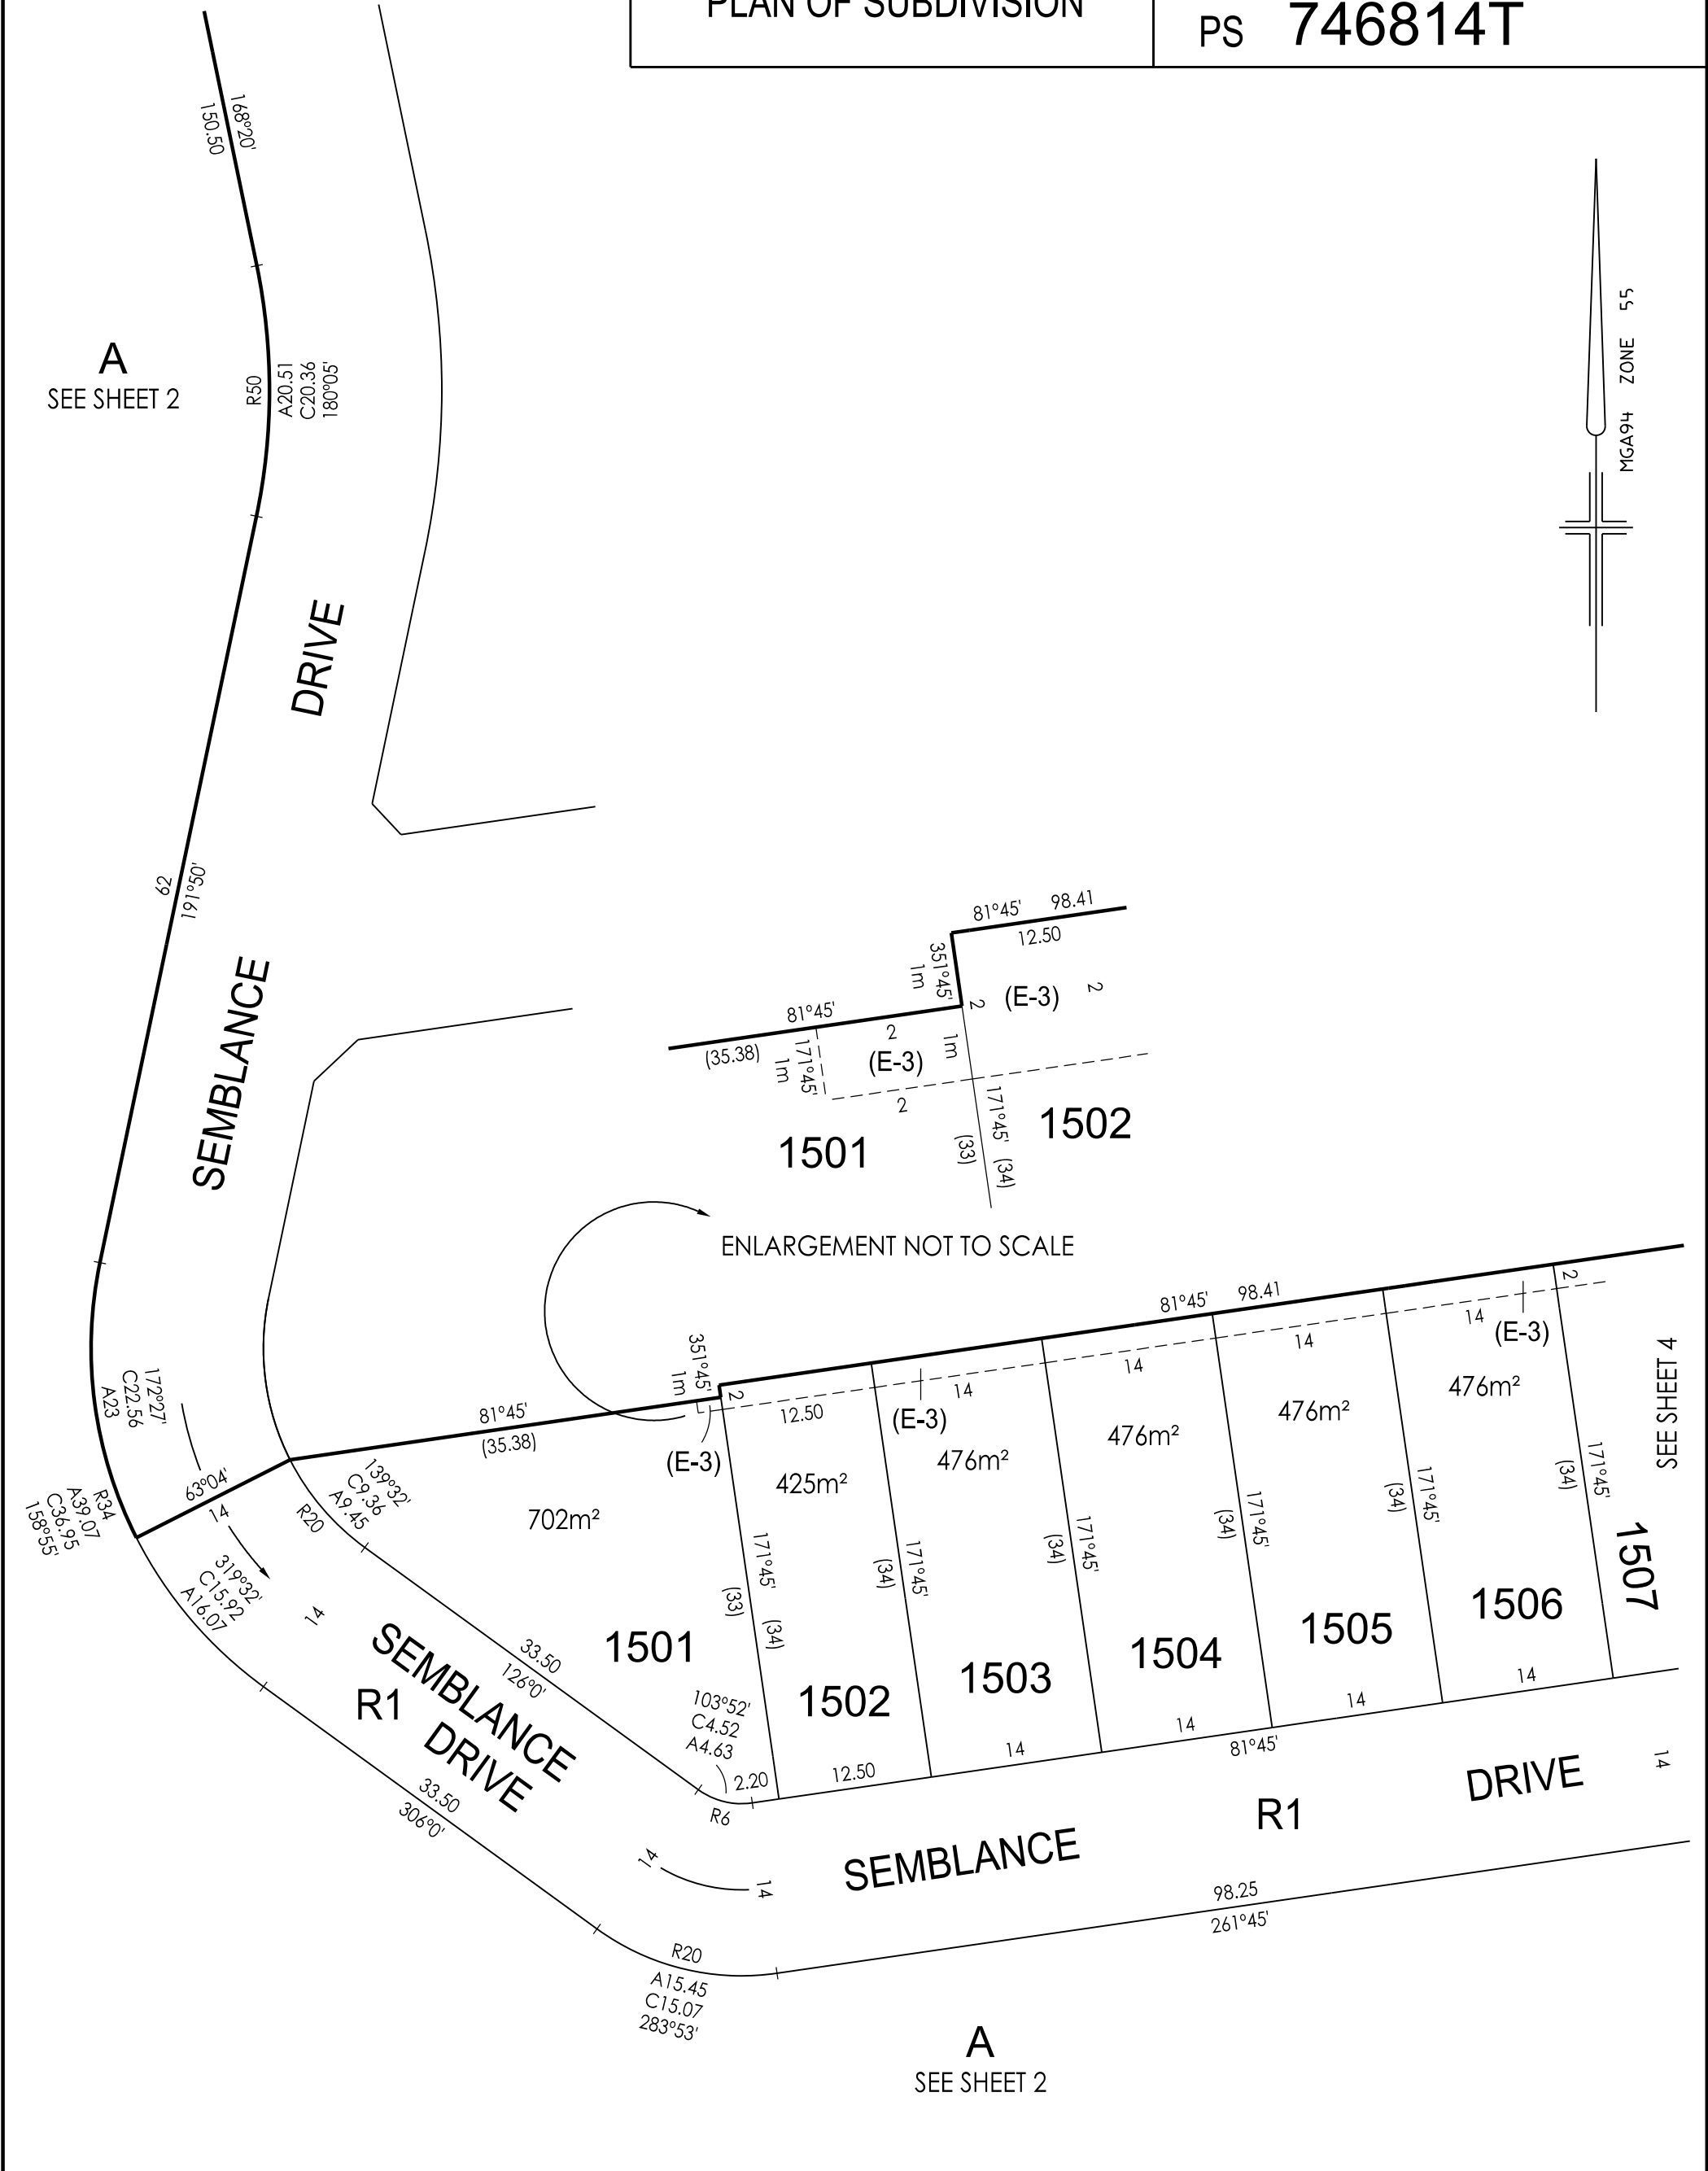 PLAN OF SUBDIVISION
PS 746814T
168°20'
150.50
A
SEE SHEET 2
R50
A20.51
C20.36
180°05'
MGA94 ZONE 55
DRIVE
62
191°50'
SEMBLANCE
81°45' 98.41
12.50
351°45'
1m
2
(E-3)
2
81°45'
(35.38)
2
171°45'
1m
(E-3)
1m
2
1501
171°45'
(33)
(34)
1502
ENLARGEMENT NOT TO SCALE
81°45' 98.41
351°45'
1m
2
12.50
(E-3)
14
14
14
14
(E-3)
2
(E-3)
81°45'
(35.38)
172°27'
C22.56
A23
63°04'
14
R34
A39.07
C36.95
158°55'
R20
139°32'
C9.36
A9.45
319°32'
C15.92
A16.07
14
702m²
425m²
476m²
476m²
476m²
476m²
SEE SHEET 4
171°45'
(33)
(34)
171°45'
(34)
171°45'
(34)
171°45'
(34)
171°45'
(34)
171°45'
(34)
1501
1502
1503
1504
1505
1506
1507
33.50
126°0'
SEMBLANCE
DRIVE
R1
33.50
306°0'
103°52'
C4.52
A4.63
2.20
R6
12.50
14
14
14
14
81°45'
14
14
14
SEMBLANCE
R1
DRIVE
98.25
261°45'
R20
A15.45
C15.07
283°53'
A
SEE SHEET 2